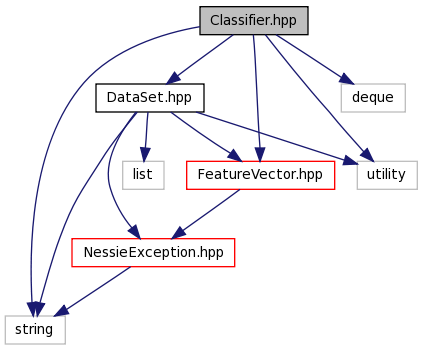 Classifier.hpp
DataSet.hpp
deque
list
FeatureVector.hpp
utility
NessieException.hpp
string